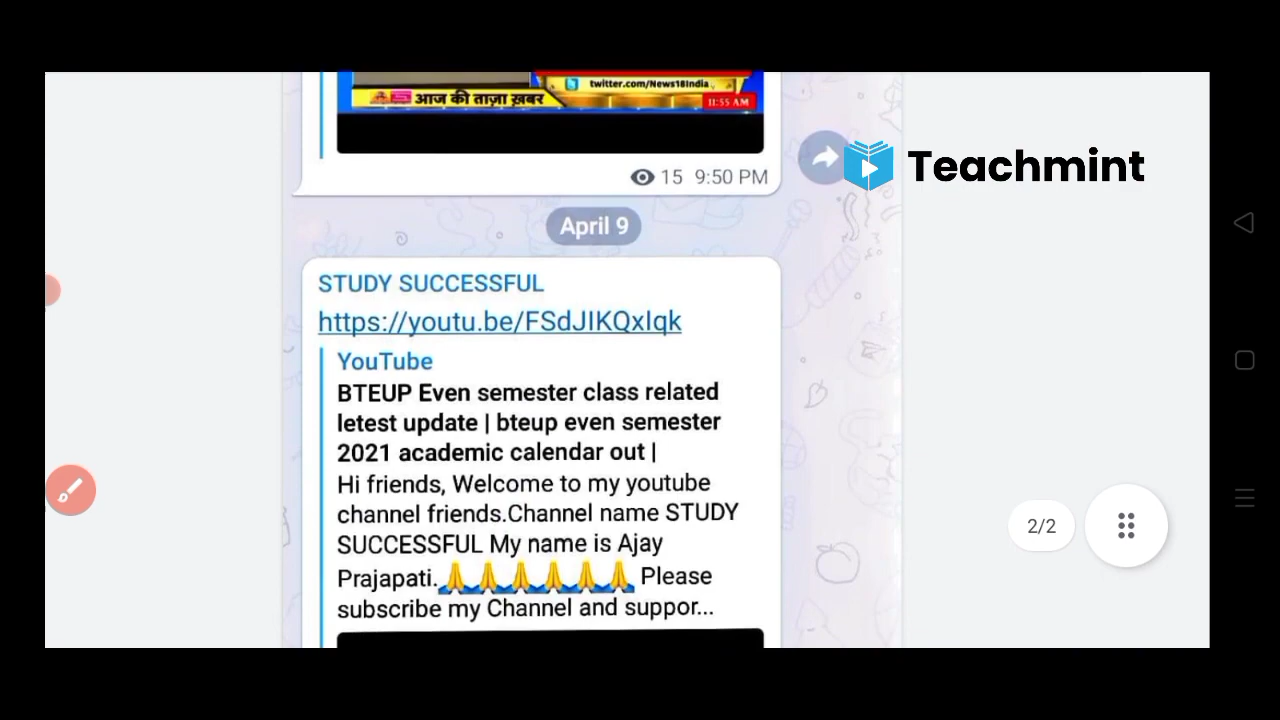 twitter.com/News18India
आज की ताज़ा ख़बर
11:55 AM
15 9:50 PM
Teachmint
April 9
STUDY SUCCESSFUL
https://youtu.be/FSdJIKQxIqk
YouTube
BTEUP Even semester class related
letest update | bteup even semester
2021 academic calendar out |
Hi friends, Welcome to my youtube
channel friends.Channel name STUDY
SUCCESSFUL My name is Ajay
Prajapati.🙏🙏🙏🙏🙏🙏 Please
subscribe my Channel and suppor...
2/2